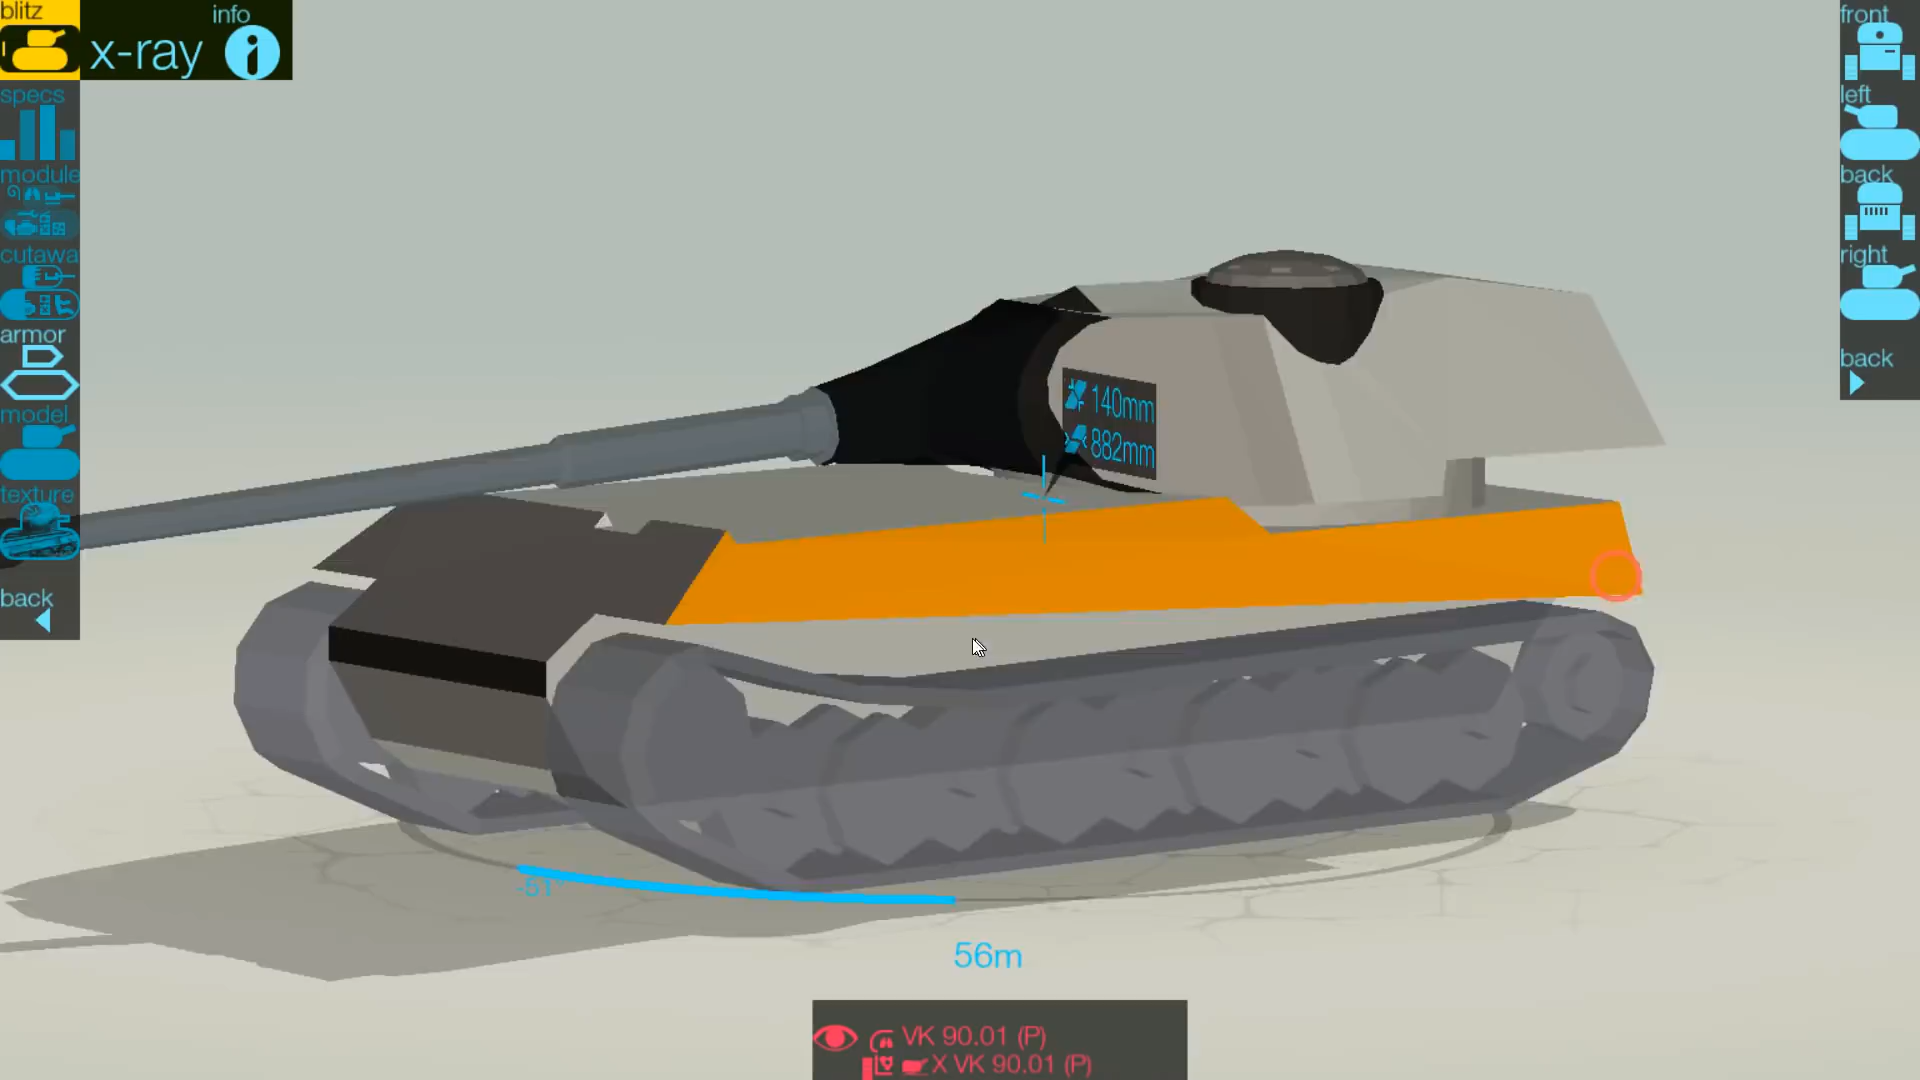 blitz
info
x-ray
specs
module
cutawa
armor
model
texture
back
front
left
back
right
back
140mm
882mm
-51°
56m
VK 90.01 (P)
X VK 90.01 (P)